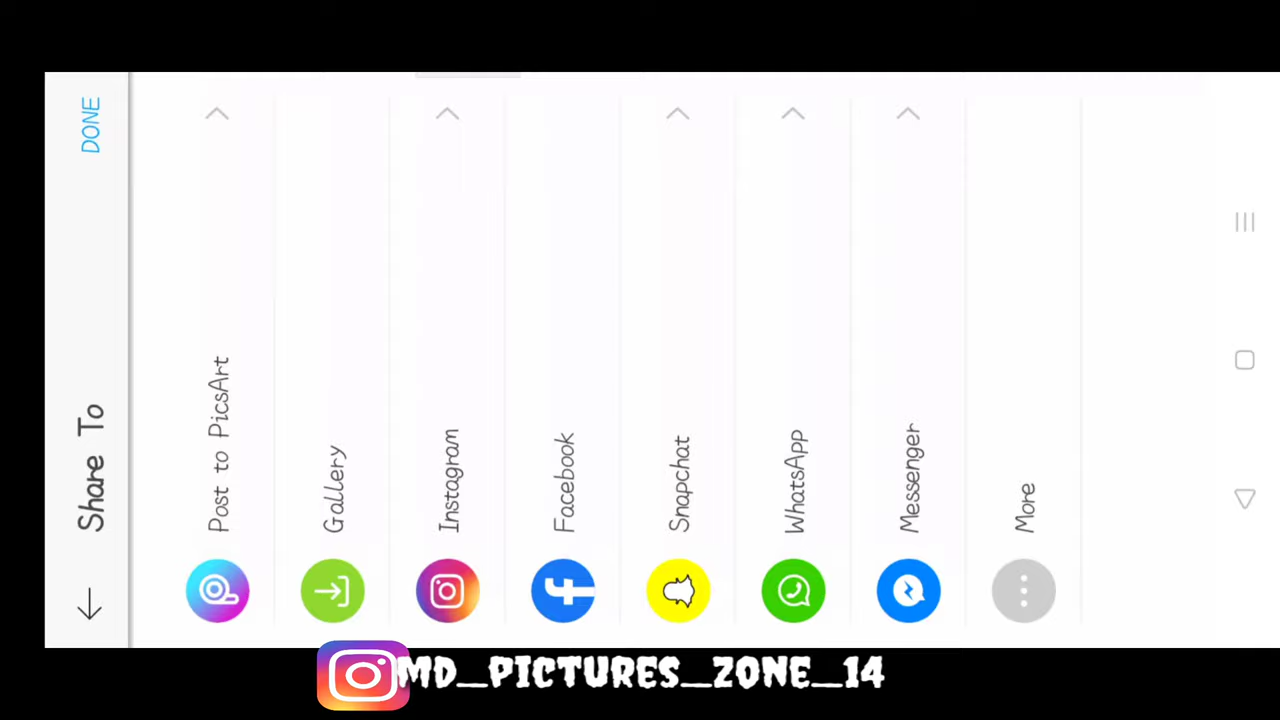 Share To
DONE
Post to PicsArt
Gallery
Instagram
Facebook
Snapchat
WhatsApp
Messenger
More
MD_PICTURES_ZONE_14